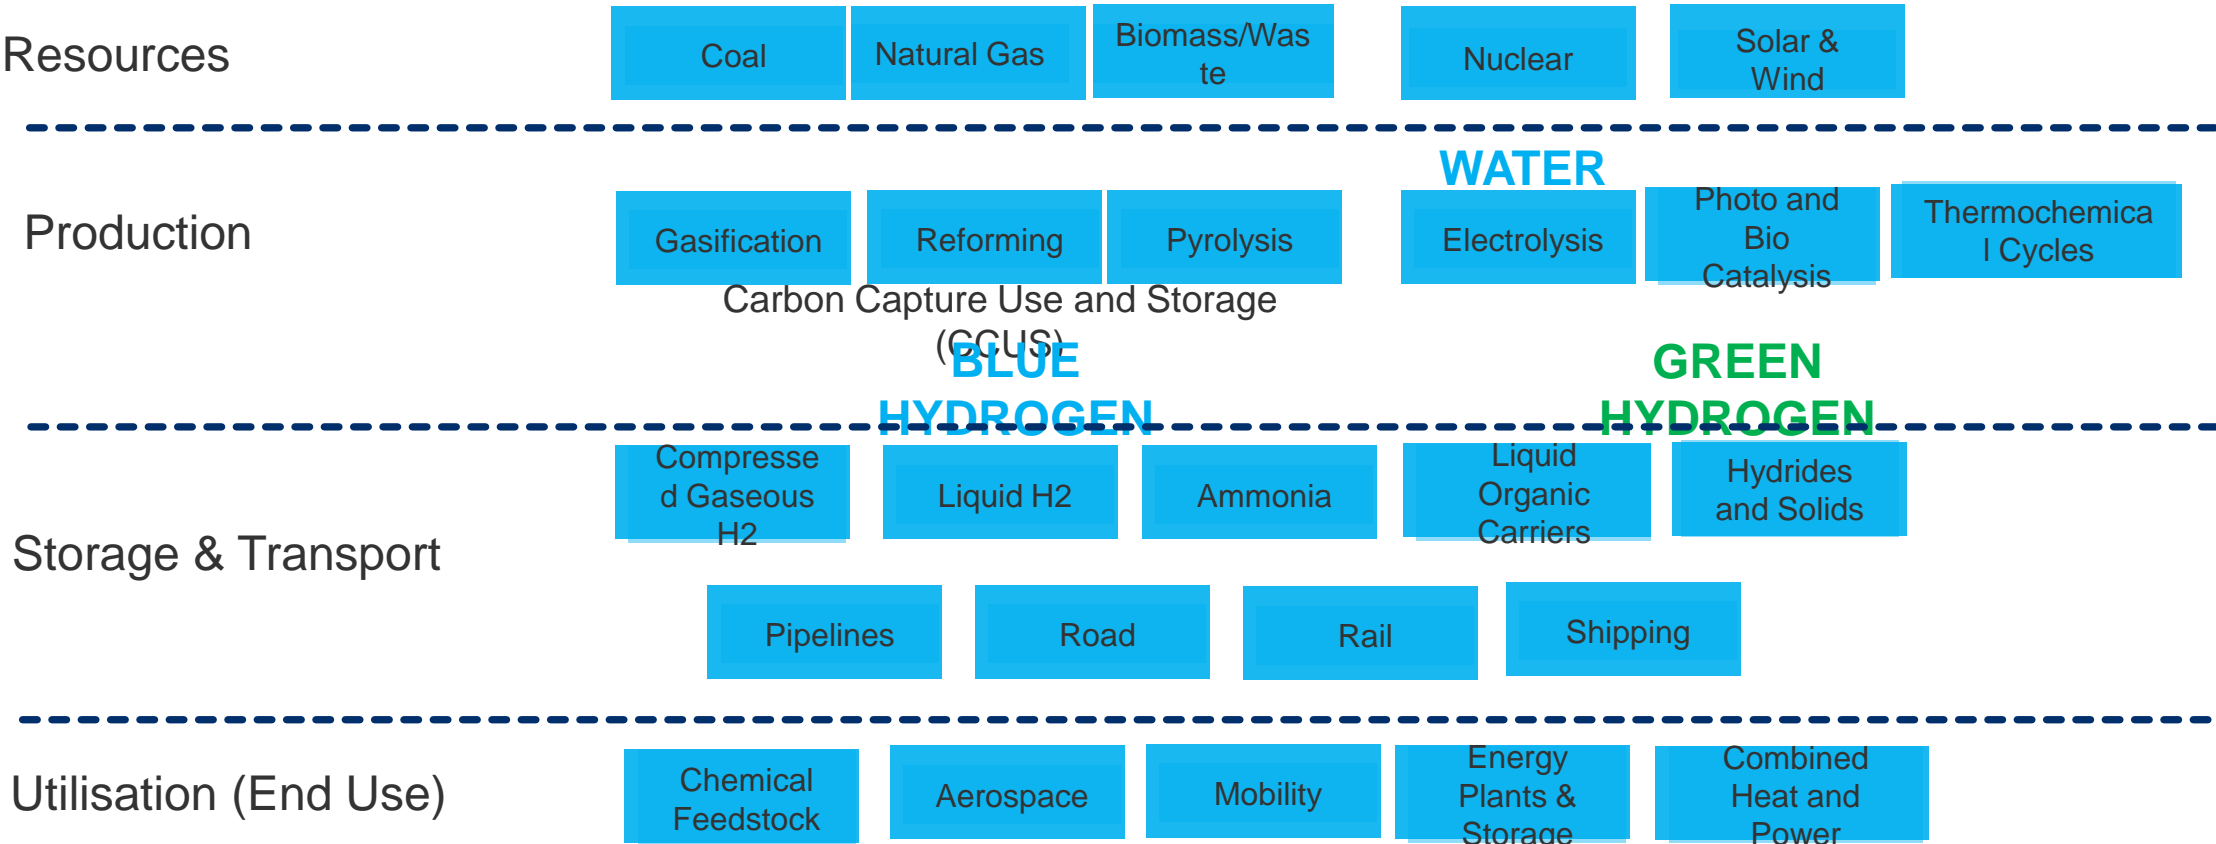 Resources
Coal
Natural Gas
Biomass/Was
te
Nuclear
Solar &
Wind
Production
WATER
Gasification
Reforming
Pyrolysis
Electrolysis
Photo and
Bio
Catalysis
Thermochemica
l Cycles
Carbon Capture Use and Storage
(CCUS)
BLUE
HYDROGEN
GREEN
HYDROGEN
Storage & Transport
Compresse
d Gaseous
H2
Liquid H2
Ammonia
Liquid
Organic
Carriers
Hydrides
and Solids
Pipelines
Road
Rail
Shipping
Utilisation (End Use)
Chemical
Feedstock
Aerospace
Mobility
Energy
Plants &
Storage
Combined
Heat and
Power